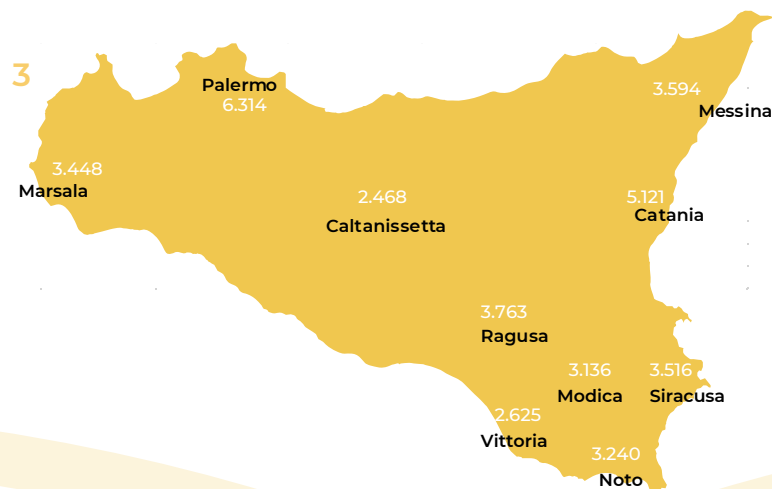 3
Palermo
6.314
3.594
Messina
3.448
Marsala
2.468
Caltanissetta
5.121
Catania
3.763
Ragusa
3.136
Modica
3.516
Siracusa
2.625
Vittoria
3.240
Noto